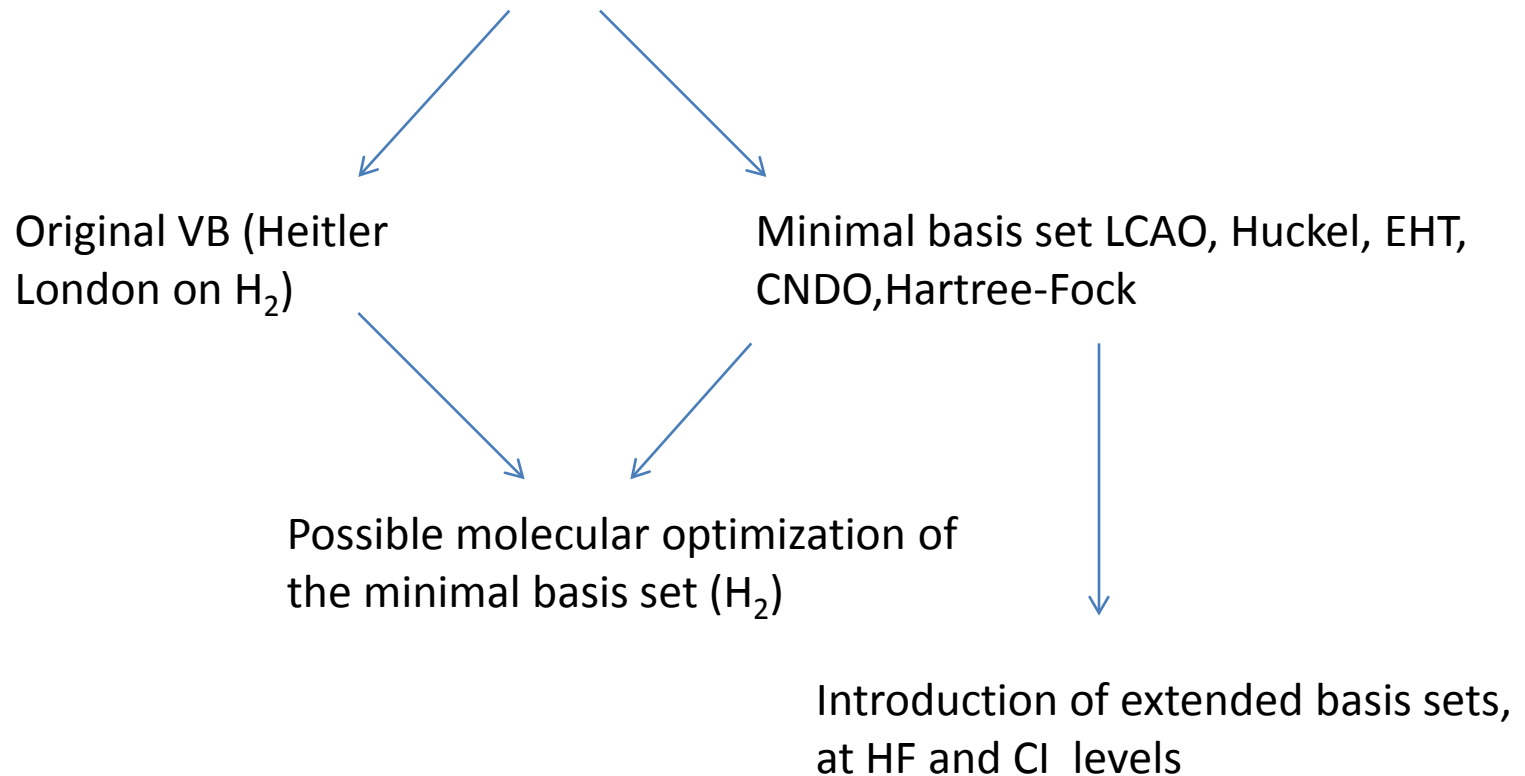 Original VB (Heitler
London on H₂)
Minimal basis set LCAO, Huckel, EHT,
CNDO,Hartree-Fock
Possible molecular optimization of
the minimal basis set (H₂)
Introduction of extended basis sets,
at HF and CI levels